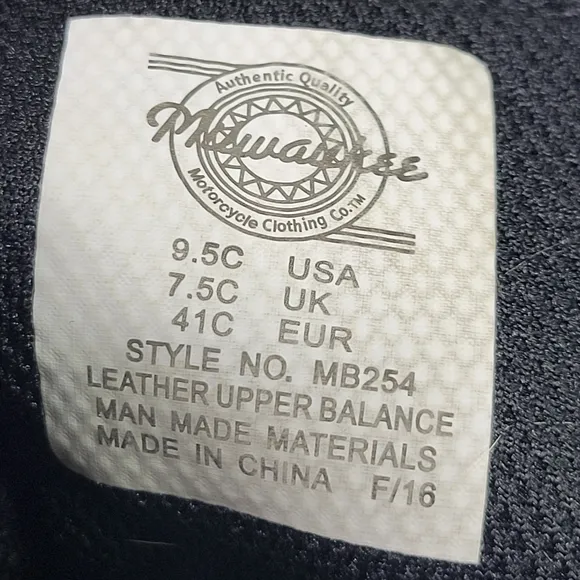 Authentic Quality
Milwaukee
Motorcycle Clothing Co.™
9.5C USA
7.5C UK
41C EUR
STYLE NO. MB254
LEATHER UPPER BALANCE
MAN MADE MATERIALS
MADE IN CHINA F/16